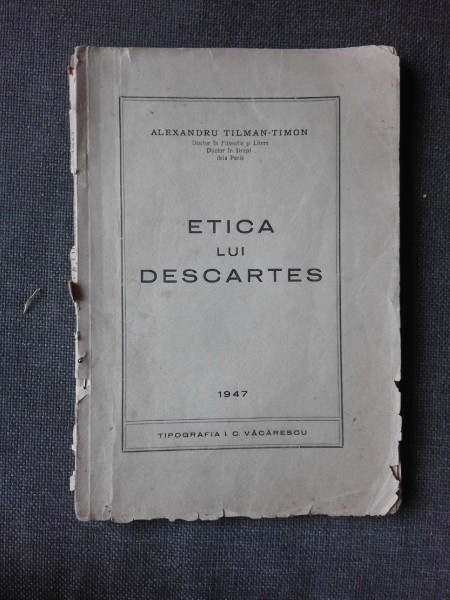 ALEXANDRU TILMAN-TIMON
Doctor în Filosofie și Litere
Doctor în Drept
dela Paris
ETICA
LUI
DESCARTES
1947
TIPOGRAFIA I. C. VĂCĂRESCU